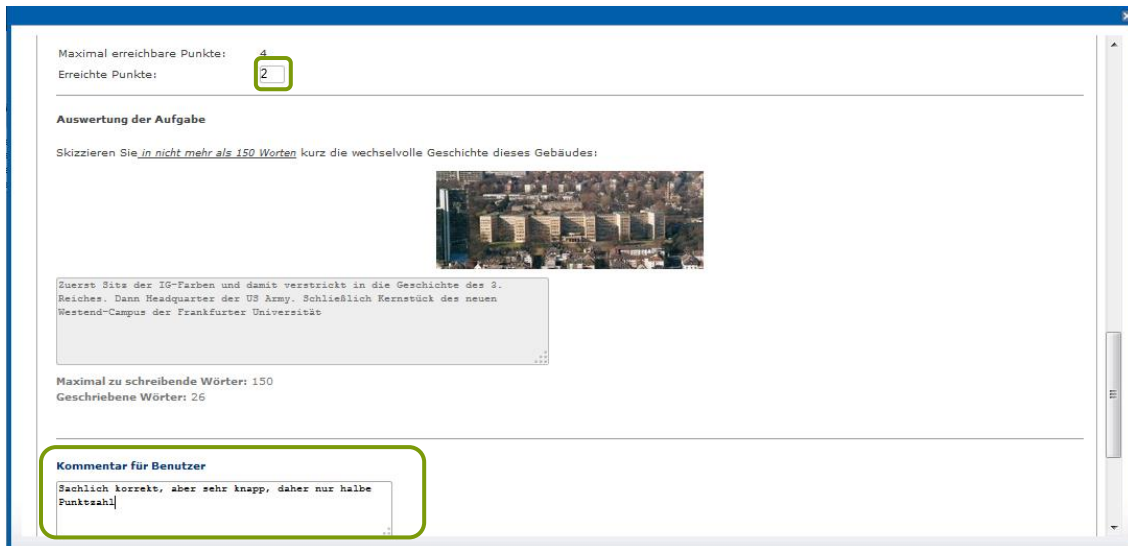 Maximal erreichbare Punkte: 4
Erreichte Punkte: 2
Auswertung der Aufgabe
Skizzieren Sie in nicht mehr als 150 Worten kurz die wechselvolle Geschichte dieses Gebäudes:
Zuerst Sitz der IG-Farben und damit verstrickt in die Geschichte des 3.
Reiches. Dann Headquarter der US Army. Schließlich Kernstück des neuen
Westend-Campus der Frankfurter Universität
Maximal zu schreibende Wörter: 150
Geschriebene Wörter: 26
Kommentar für Benutzer
Sachlich korrekt, aber sehr knapp, daher nur halbe
Punktzahl